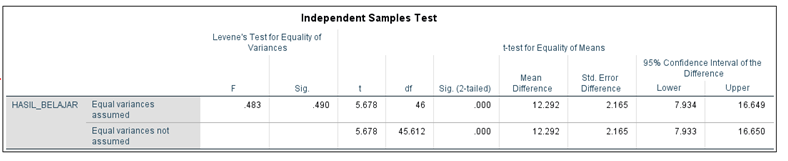 Independent Samples Test
Levene's Test for Equality of
Variances
t-test for Equality of Means
95% Confidence Interval of the
Difference
F Sig. t df Sig. (2-tailed) Mean Difference Std. Error Difference Lower Upper
HASIL_BELAJAR Equal variances assumed .483 .490 5.678 46 .000 12.292 2.165 7.934 16.649
Equal variances not assumed 5.678 45.612 .000 12.292 2.165 7.933 16.650